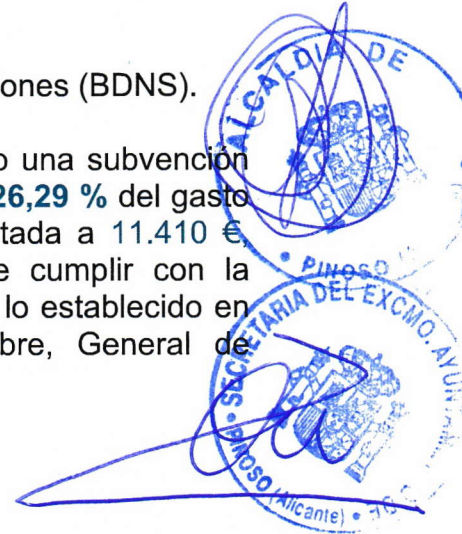 ones (BDNS).
o una subvención
26,29 % del gasto
tada a 11.410 €,
e cumplir con la
lo establecido en
bre, General de
ALCALDIA DE
PINOSO
SECRETARIA DEL EXCMO. AYUNTAM
PINOSO (Alicante)